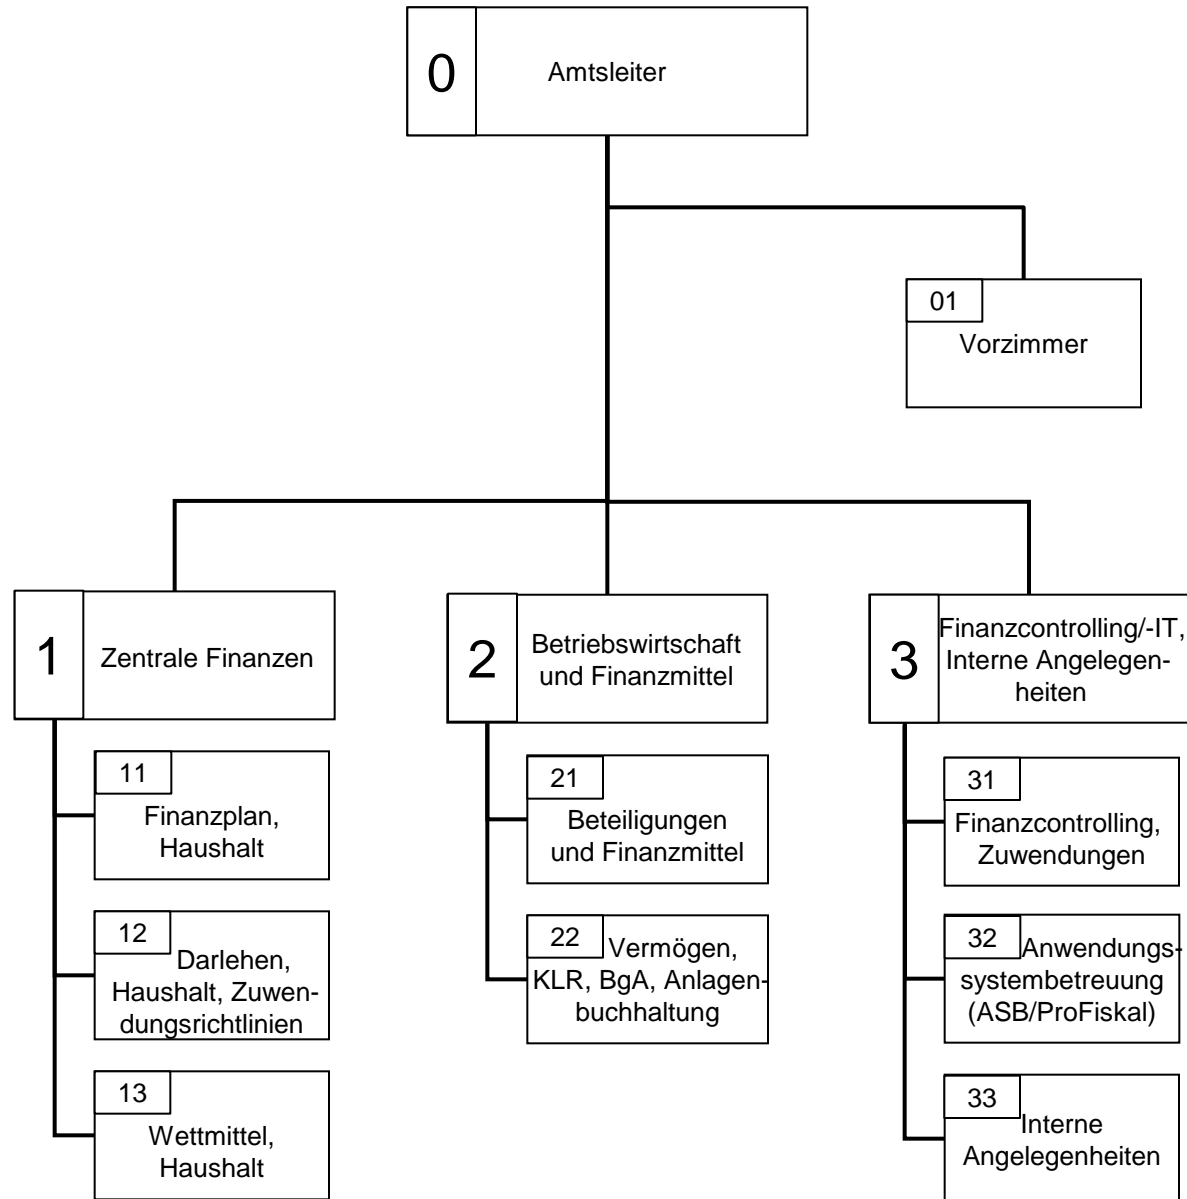 0
Amtsleiter
01
Vorzimmer
1
Zentrale Finanzen
11
Finanzplan,
Haushalt
12
Darlehen,
Haushalt, Zuwen-
dungsrichtlinien
13
Wettmittel,
Haushalt
2
Betriebswirtschaft
und Finanzmittel
21
Beteiligungen
und Finanzmittel
22
Vermögen,
KLR, BgA, Anlagen-
buchhaltung
3
Finanzcontrolling/-IT,
Interne Angelegen-
heiten
31
Finanzcontrolling,
Zuwendungen
32
Anwendungs-
systembetreuung
(ASB/ProFiskal)
33
Interne
Angelegenheiten